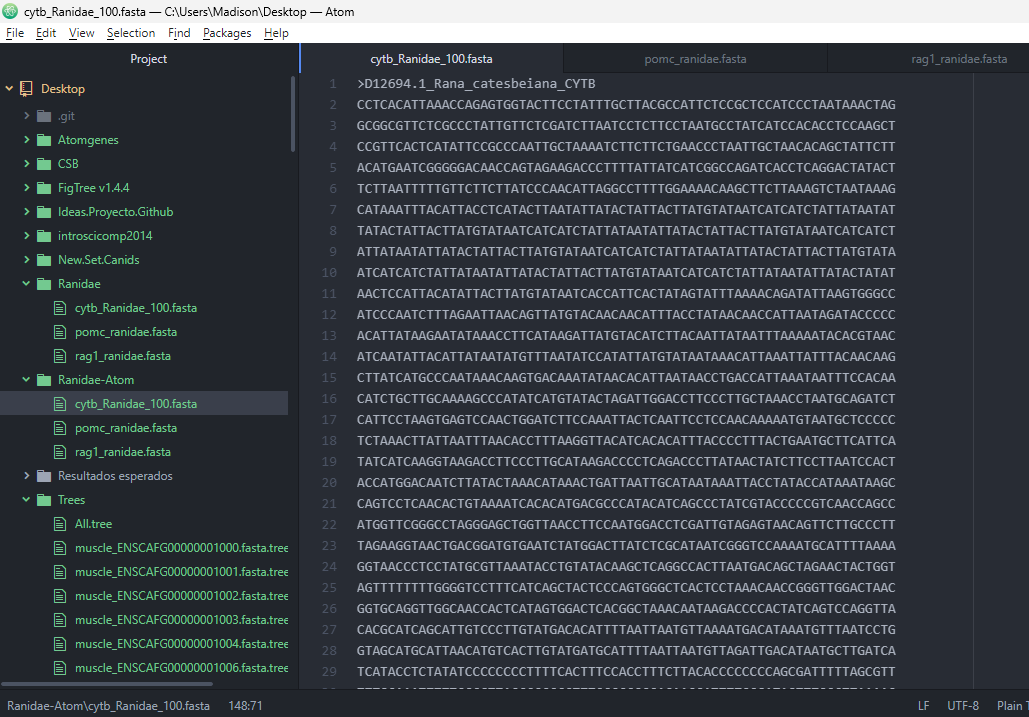 cytb_Ranidae_100.fasta — C:\Users\Madison\Desktop — Atom
File Edit View Selection Find Packages Help
Project
cytb_Ranidae_100.fasta
pomc_ranidae.fasta
rag1_ranidae.fasta
Desktop
.git
Atomgenes
CSB
FigTree v1.4.4
Ideas.Proyecto.Github
introscicomp2014
New.Set.Canids
Ranidae
cytb_Ranidae_100.fasta
pomc_ranidae.fasta
rag1_ranidae.fasta
Ranidae-Atom
cytb_Ranidae_100.fasta
pomc_ranidae.fasta
rag1_ranidae.fasta
Resultados esperados
Trees
All.tree
muscle_ENSCAFG00000001000.fasta.tree
muscle_ENSCAFG00000001001.fasta.tree
muscle_ENSCAFG00000001002.fasta.tree
muscle_ENSCAFG00000001003.fasta.tree
muscle_ENSCAFG00000001004.fasta.tree
muscle_ENSCAFG00000001006.fasta.tree
1 >D12694.1_Rana_catesbeiana_CYTB
2 CCTCACATTAAACCAGAGTGGTACTTCCTATTTGCTTACGCCATTCTCCGCTCCATCCCTAATAAACTAG
3 GCGGCGTTCTCGCCCTATTGTTCTCGATCTTAATCCTCTTCCTAATGCCTATCATCCACACCTCCAAGCT
4 CCCGTTCACTCATATTCCGCCCAATTGCTAAAATCTTCTTCTGAACCCTAATTGCTAACACAGCTATTCTT
5 ACATGAATCGGGGGACAACCAGTAGAAGACCCTTTTATTATCATCGGCCAGATCACCTCAGGACTATACT
6 TCTTAATTTTTGTTCTTCTTATCCCAACATTAGGCCTTTTGGAAAACAAGCTTCTTAAAGTCTAATAAAG
7 CATAAATTTACATTACCTCATACTTAATATTATACTATTACTTATGTATAATCATCATCTATTATAATAT
8 TATACTATTACTTATGTATAATCATCATCTATTATAATATTATACTATTACTTATGTATAATCATCATCT
9 ATTATAATATTATACTATTACTTATGTATAATCATCATCTATTATAATATTATACTATTACTTATGTATA
10 ATCATCATCTATTATAATATTATACTATTACTTATGTATAATCATCATCTATTATAATATTATACTATAT
11 AACTCCATTACATATTACTTATGTATAATCACCATTCACTATAGTATTTAAAACAGATATTAAGTGGGCC
12 ATCCCAATCTTTAGAATTAACAGTTATGTACAACAACATTTACCTATAACAACCATTAATAGATACCCCC
13 ACATTATAAGAATATAAACCTTCATAAGATTATGTACATCTTACAATTATAATTTAAAAATACACGTAAC
14 ATCAATATTACATTATAATATGTTTAATATCCATATTATGTATAATAAACATTAAATTATTTACAACAAG
15 CTTATCATGCCCAATAAACAAGTGACAAATATAACACATTAATAACCTGACCATTAAATAATTTCCACAA
16 CATCTGCTTGCAAAAGCCCATATCATGTATACTAGATTGGACCTTCCCTTGCTAAACCTAATGCAGATCT
17 CATTCCTAAGTGAGTCCAACTGGATCTTCCAAATTACTCAATTCCTCCAACAAAAATGTAATGCTCCCCC
18 TCTAAACTTATTAATTTAACACCTTTAAGGTTACATCACACATTTACCCCTTTACTGAATGCTTCATTCA
19 TATCATCAAGGTAAGACCTTCCCTTGCATAAGACCCCTCAGACCCTTATAACTATCTTCCTTAATCCACT
20 ACCATGGACAATCTTATACTAAACATAAACTGATTAATTGCATAATAAATTACCTATACCATAAATAAGC
21 CAGTCCTCAACACTGTAAAATCACACATGACGCCCATACATCAGCCCTATCGTACCCCCGTCAACCAGCC
22 ATGGTTCGGGCCTAGGGAGCTGGTTAACCTTCCAATGGACCTCGATTGTAGAGTAACAGTTCTTGCCCTT
23 TAGAAGGTAACTGACGGATGTGAATCTATGGACTTATCTCGCATAATCGGGTCCAAAATGCATTTTAAAA
24 GGTAACCCTCCTATGCGTTAAATACCTGTATACAAGCTCAGGCCACTTAATGACAGCTAGAACTACTGGT
25 AGTTTTTTTTGGGGTCCTTTCATCAGCTACTCCCAGTGGGCTCACTCCTAAACAACCGGGTTGGACTAAC
26 GGTGCAGGTTGGCAACCACTCATAGTGGACTCACGGCTAAACAATAAGACCCCACTATCAGTCCAGGTTA
27 CACGCATCAGCATTGTCCCTTGTATGACACATTTTAATTAATGTTAAAATGACATAAATGTTTAATCCTG
28 GTAGCATGCATTAACATGTCACTTGTATGATGCATTTTAATTAATGTTAGATTGACATAATGCTTGATCA
29 TCATACCTCTATATCCCCCCCCTTTCACTTTCCACCTTTCTTACACCCCCCCCAGCGATTTTTAGCGTT
Ranidae-Atom\cytb_Ranidae_100.fasta 148:71
LF UTF-8 Plain